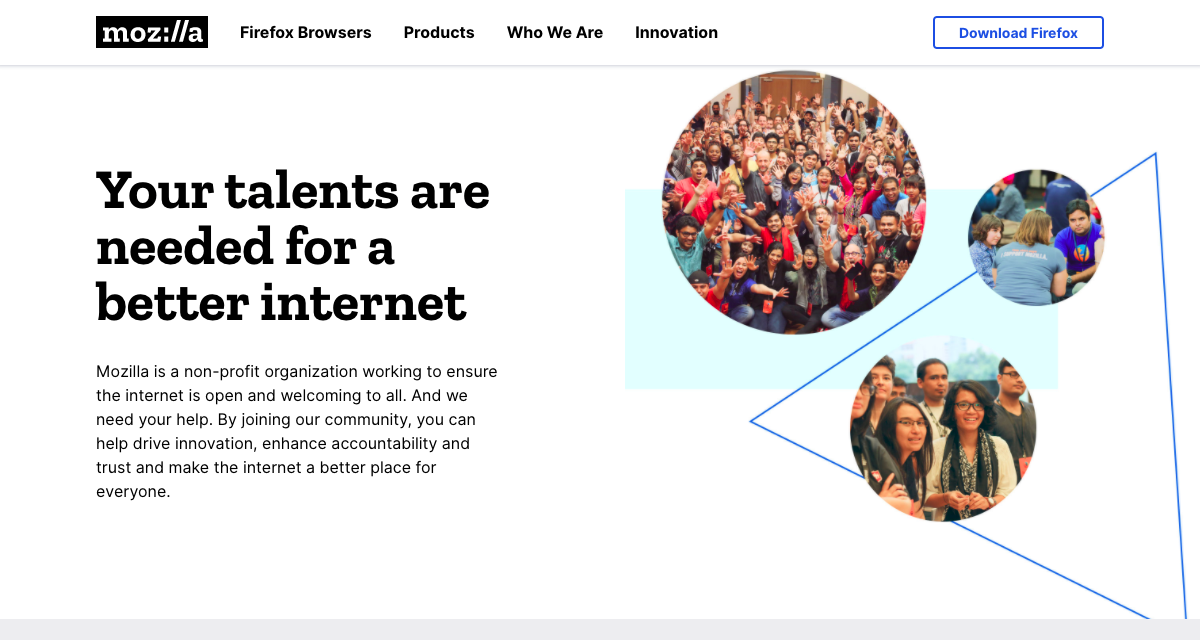 moz://a
Firefox Browsers
Products
Who We Are
Innovation
Download Firefox
Your talents are
needed for a
better internet
Mozilla is a non-profit organization working to ensure
the internet is open and welcoming to all. And we
need your help. By joining our community, you can
help drive innovation, enhance accountability and
trust and make the internet a better place for
everyone.